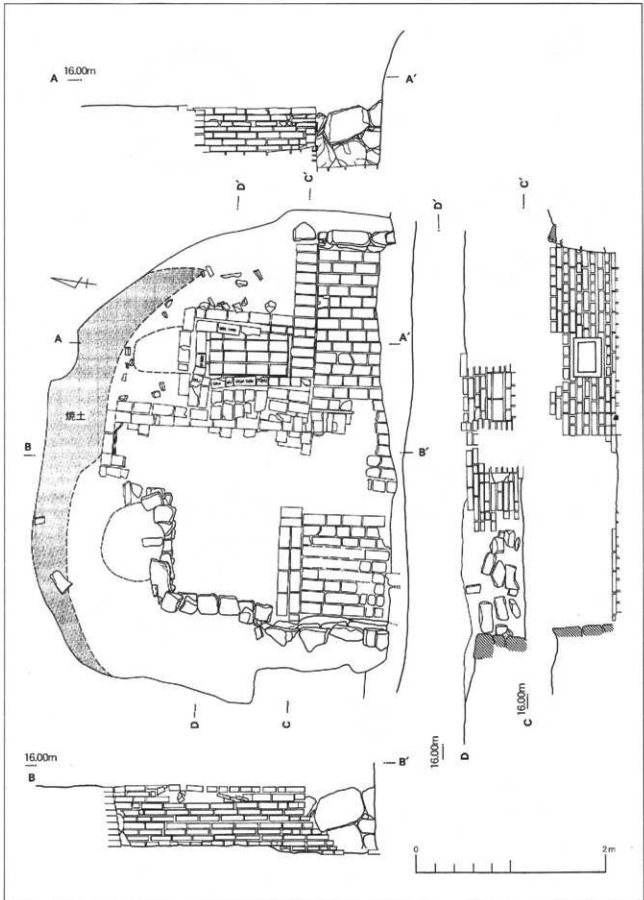 A 16.00m A′
D′ C′
C′
D′
A A′
焼土
B B′
D C
16.00m C
16.00m D
16.00m B′
B
0 2m